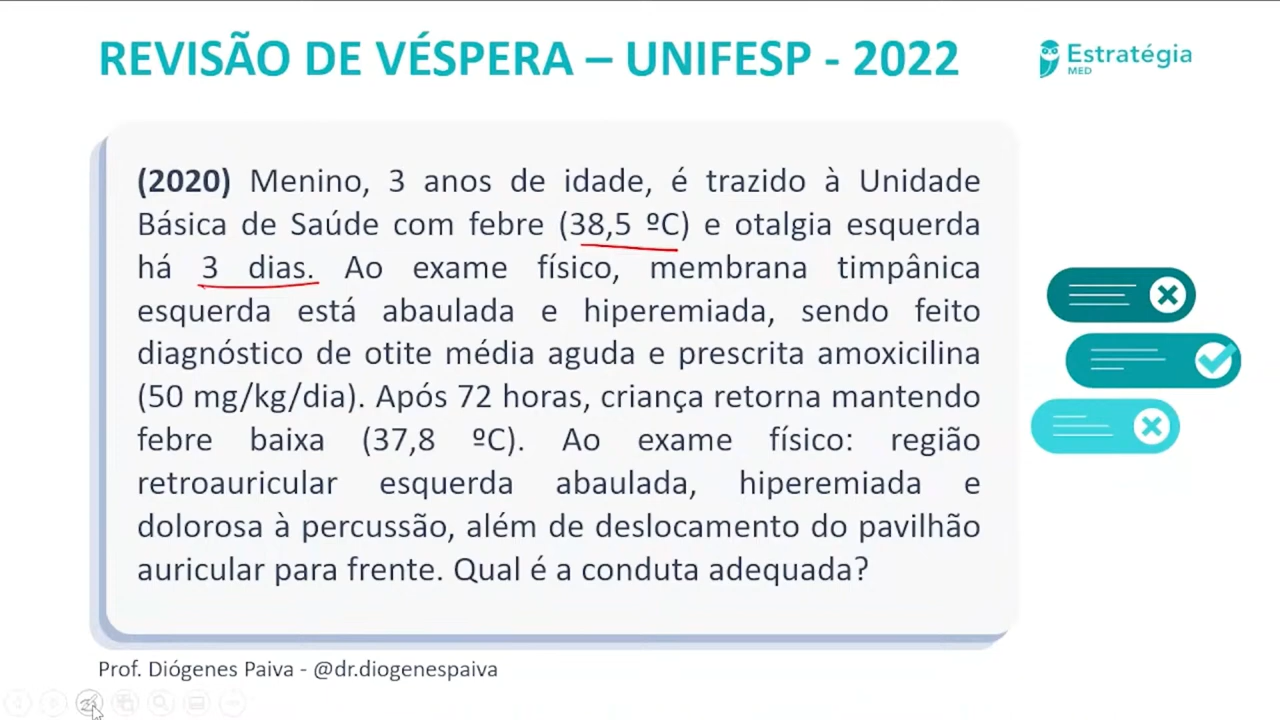 REVISÃO DE VÉSPERA – UNIFESP - 2022
Estratégia
MED
(2020) Menino, 3 anos de idade, é trazido à Unidade
Básica de Saúde com febre (38,5 ºC) e otalgia esquerda
há 3 dias. Ao exame físico, membrana timpânica
esquerda está abaulada e hiperemiada, sendo feito
diagnóstico de otite média aguda e prescrita amoxicilina
(50 mg/kg/dia). Após 72 horas, criança retorna mantendo
febre baixa (37,8 ºC). Ao exame físico: região
retroauricular esquerda abaulada, hiperemiada e
dolorosa à percussão, além de deslocamento do pavilhão
auricular para frente. Qual é a conduta adequada?
Prof. Diógenes Paiva - @dr.diogenespaiva